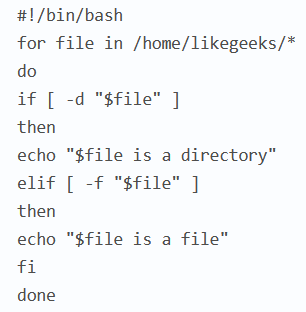 #!/bin/bash
for file in /home/likegeeks/*
do
if [ -d "$file" ]
then
echo "$file is a directory"
elif [ -f "$file" ]
then
echo "$file is a file"
fi
done